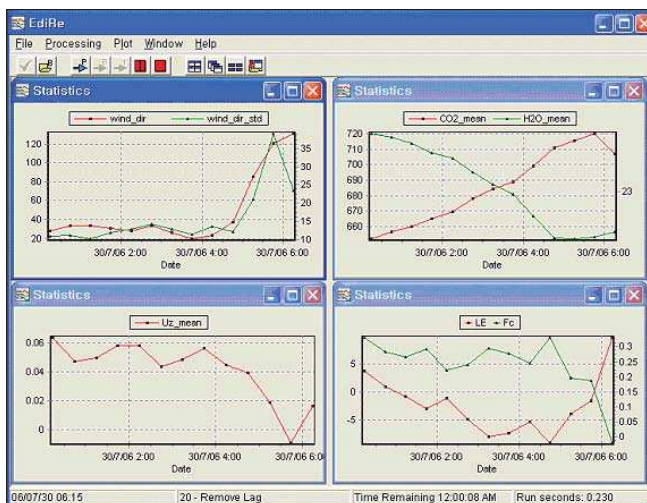 EdiRe
File Processing Plot Window Help
Statistics
wind_dir wind_dir_std
120
100
80
60
40
20
35
30
25
20
15
10
30/7/06 2:00 30/7/06 4:00 30/7/06 6:00
Date
Statistics
CO2_mean H2O_mean
720
710
700
690
680
670
660
23
30/7/06 2:00 30/7/06 4:00 30/7/06 6:00
Date
Statistics
Uz_mean
0.06
0.04
0.02
0
30/7/06 2:00 30/7/06 4:00 30/7/06 6:0
Date
Statistics
LE Fc
5
-5
0.3
0.25
0.2
0.15
0.1
0.05
0
30/7/06 2:00 30/7/06 4:00 30/7/06 6:00
Date
06/07/30 06:15 20 - Remove Lag Time Remaining 12:00:08 AM Run seconds: 0.230